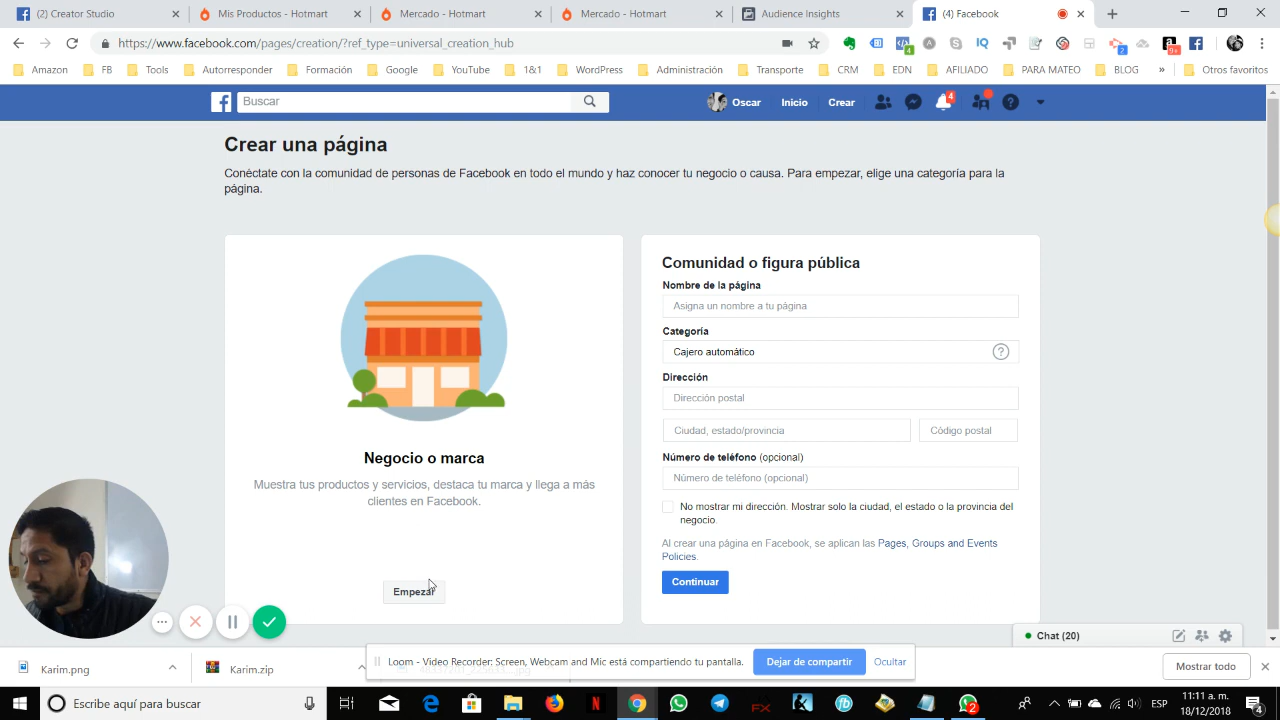 (2) Creator Studio
Mis Productos - Hotmart
Mercado - Hotmart
Mercado - Hotmart
Audience Insights
(4) Facebook
https://www.facebook.com/pages/creation/?ref_type=universal_creation_hub
Amazon
FB
Tools
Autorresponder
Formación
Google
YouTube
1&1
WordPress
Administración
Transporte
CRM
EDN
AFILIADO
PARA MATEO
BLOG
»
Otros favoritos
Buscar
Oscar
Inicio
Crear
4
Crear una página
Conéctate con la comunidad de personas de Facebook en todo el mundo y haz conocer tu negocio o causa. Para empezar, elige una categoría para la
página.
Negocio o marca
Muestra tus productos y servicios, destaca tu marca y llega a más
clientes en Facebook.
Empezar
Comunidad o figura pública
Nombre de la página
Asigna un nombre a tu página
Categoría
Cajero automático
Dirección
Dirección postal
Ciudad, estado/provincia
Código postal
Número de teléfono (opcional)
Número de teléfono (opcional)
No mostrar mi dirección. Mostrar solo la ciudad, el estado o la provincia del
negocio.
Al crear una página en Facebook, se aplican las Pages, Groups and Events
Policies.
Continuar
Chat (20)
Karim.png
Karim.zip
Loom - Video Recorder: Screen, Webcam and Mic está compartiendo tu pantalla.
Dejar de compartir
Ocultar
Mostrar todo
Escribe aquí para buscar
ESP
11:11 a. m.
18/12/2018